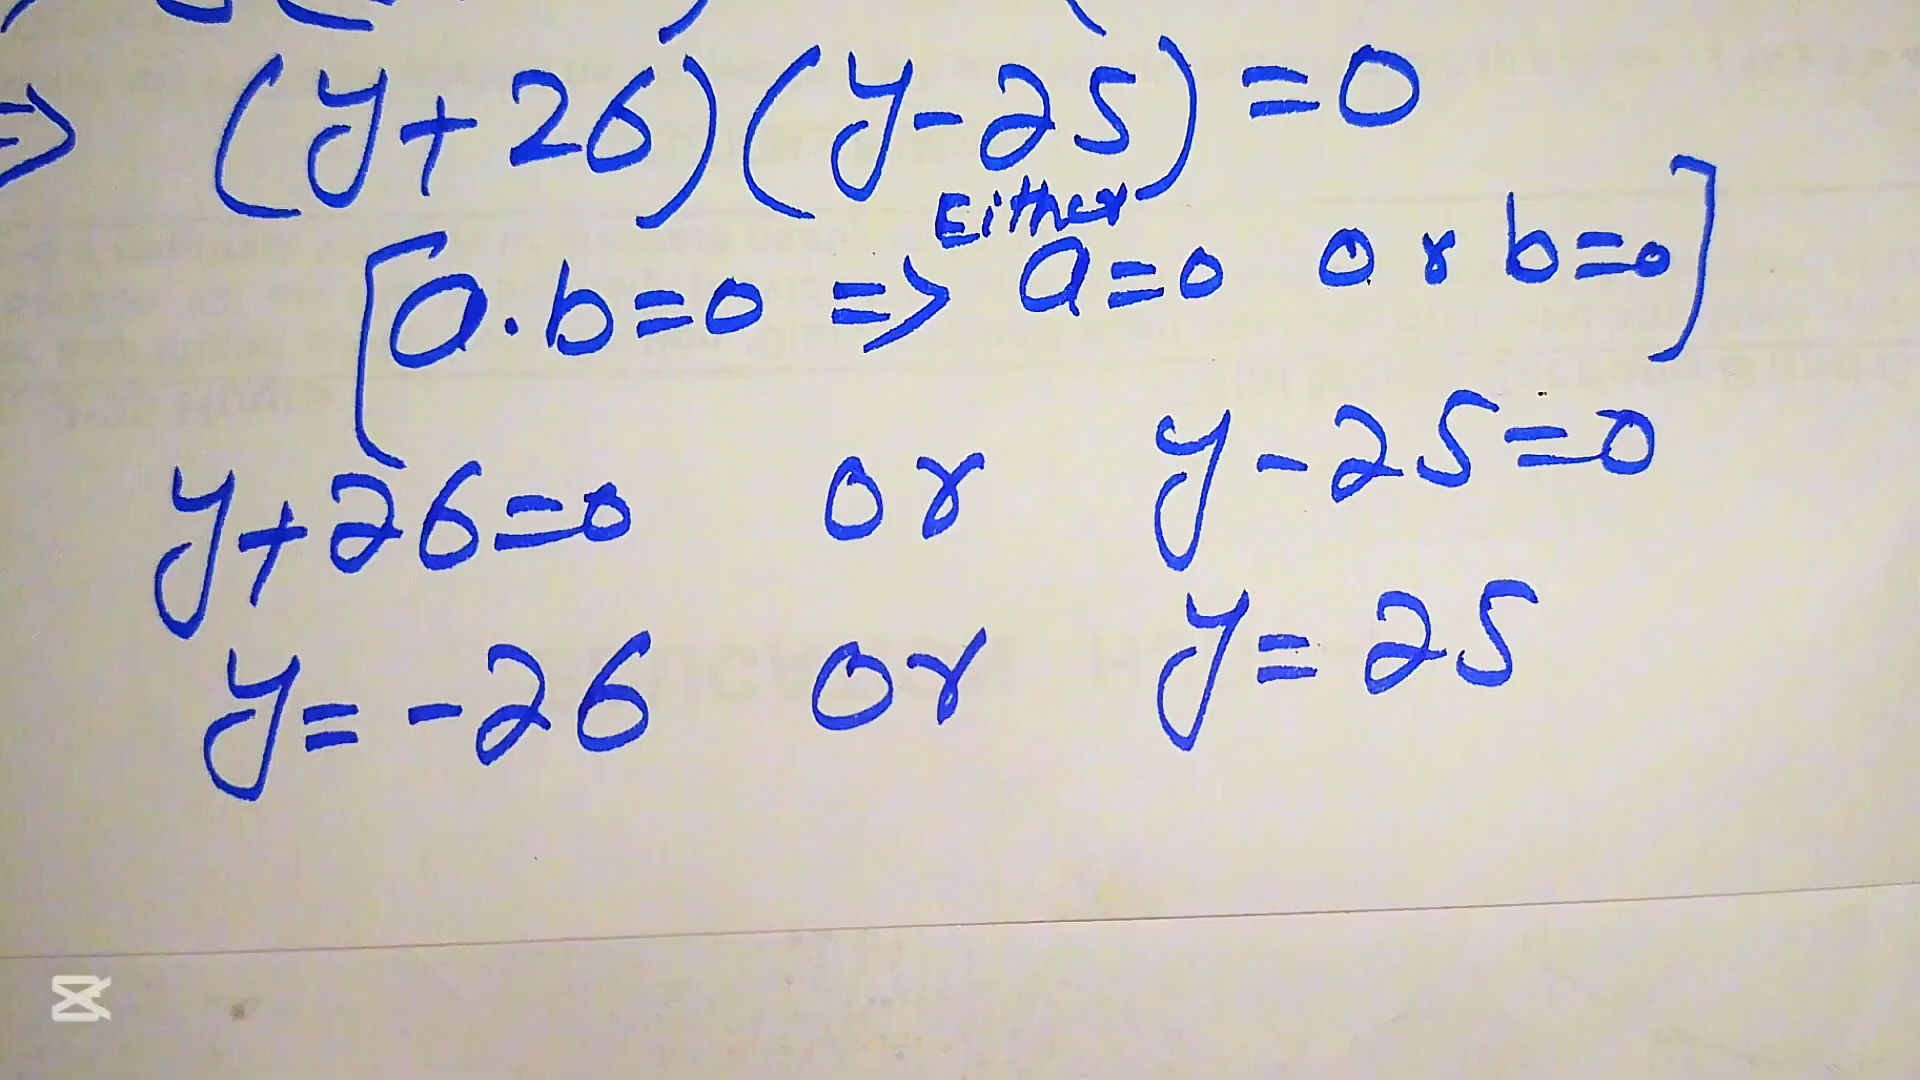 => (y+26)(y-25)=0
Either
[a.b=0 => a=0 or b=0]
y+26=0 or y-25=0
y=-26 or y=25